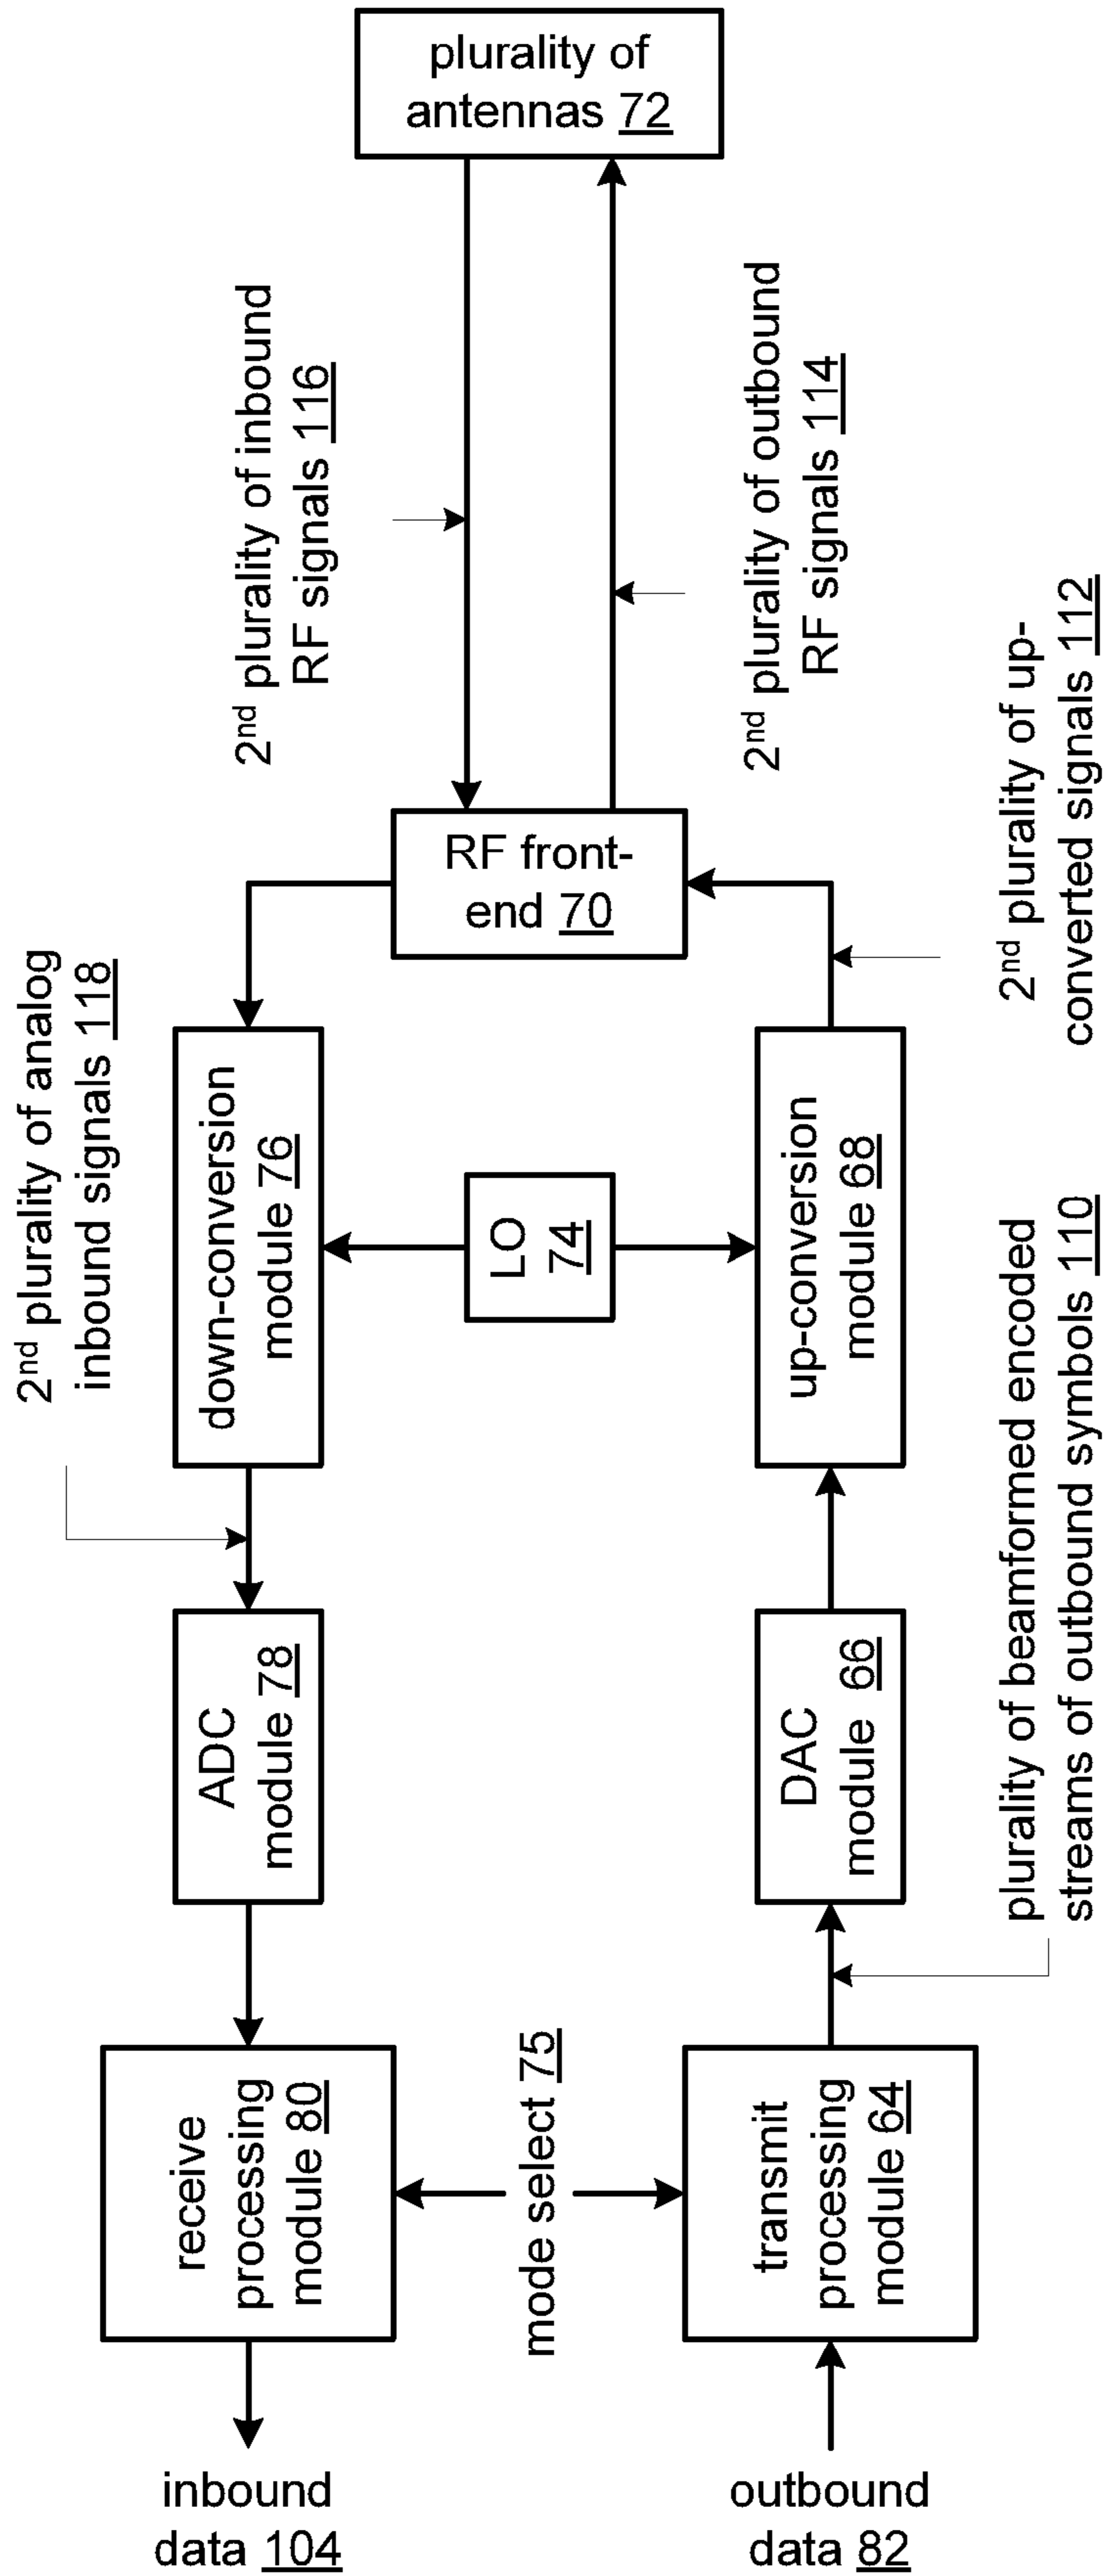 plurality of
antennas 72
2nd plurality of inbound
RF signals 116
2nd plurality of outbound
RF signals 114
RF front-
end 70
2nd plurality of up-
converted signals 112
2nd plurality of analog
inbound signals 118
down-conversion
module 76
LO
74
up-conversion
module 68
ADC
module 78
DAC
module 66
plurality of beamformed encoded
streams of outbound symbols 110
receive
processing
module 80
mode select 75
transmit
processing
module 64
inbound
data 104
outbound
data 82